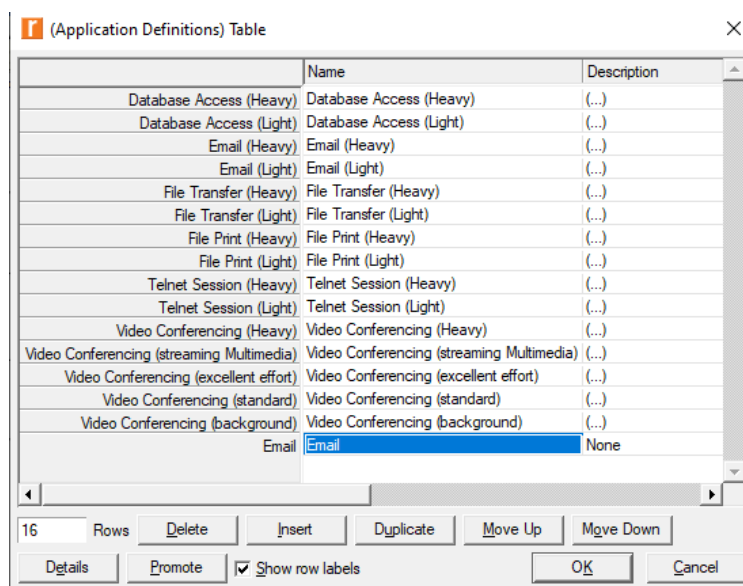 (Application Definitions) Table
Name Description
Database Access (Heavy) Database Access (Heavy) (...)
Database Access (Light) Database Access (Light) (...)
Email (Heavy) Email (Heavy) (...)
Email (Light) Email (Light) (...)
File Transfer (Heavy) File Transfer (Heavy) (...)
File Transfer (Light) File Transfer (Light) (...)
File Print (Heavy) File Print (Heavy) (...)
File Print (Light) File Print (Light) (...)
Telnet Session (Heavy) Telnet Session (Heavy) (...)
Telnet Session (Light) Telnet Session (Light) (...)
Video Conferencing (Heavy) Video Conferencing (Heavy) (...)
Video Conferencing (streaming Multimedia) Video Conferencing (streaming Multimedia) (...)
Video Conferencing (excellent effort) Video Conferencing (excellent effort) (...)
Video Conferencing (standard) Video Conferencing (standard) (...)
Video Conferencing (background) Video Conferencing (background) (...)
Email Email None
16 Rows Delete Insert Duplicate Move Up Move Down
Details Promote Show row labels OK Cancel